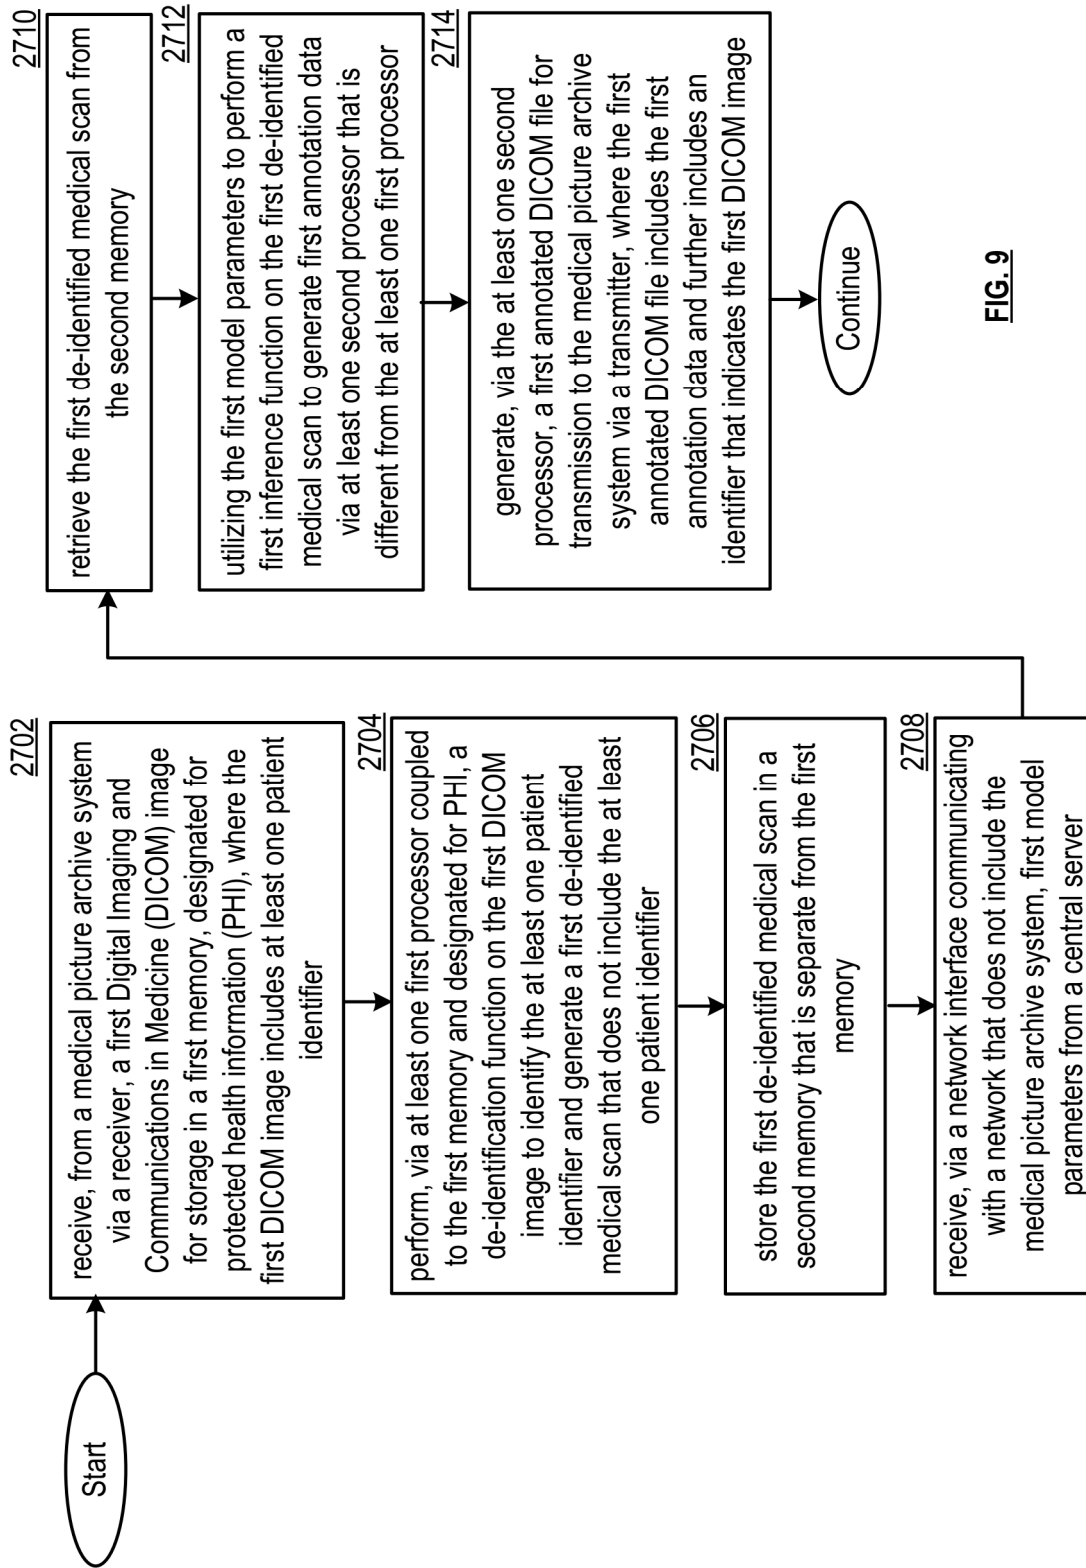 Start
2702
receive, from a medical picture archive system
via a receiver, a first Digital Imaging and
Communications in Medicine (DICOM) image
for storage in a first memory, designated for
protected health information (PHI), where the
first DICOM image includes at least one patient
identifier
2704
perform, via at least one first processor coupled
to the first memory and designated for PHI, a
de-identification function on the first DICOM
image to identify the at least one patient
identifier and generate a first de-identified
medical scan that does not include the at least
one patient identifier
2706
store the first de-identified medical scan in a
second memory that is separate from the first
memory
2708
receive, via a network interface communicating
with a network that does not include the
medical picture archive system, first model
parameters from a central server
2710
retrieve the first de-identified medical scan from
the second memory
2712
utilizing the first model parameters to perform a
first inference function on the first de-identified
medical scan to generate first annotation data
via at least one second processor that is
different from the at least one first processor
2714
generate, via the at least one second
processor, a first annotated DICOM file for
transmission to the medical picture archive
system via a transmitter, where the first
annotated DICOM file includes the first
annotation data and further includes an
identifier that indicates the first DICOM image
Continue
FIG. 9